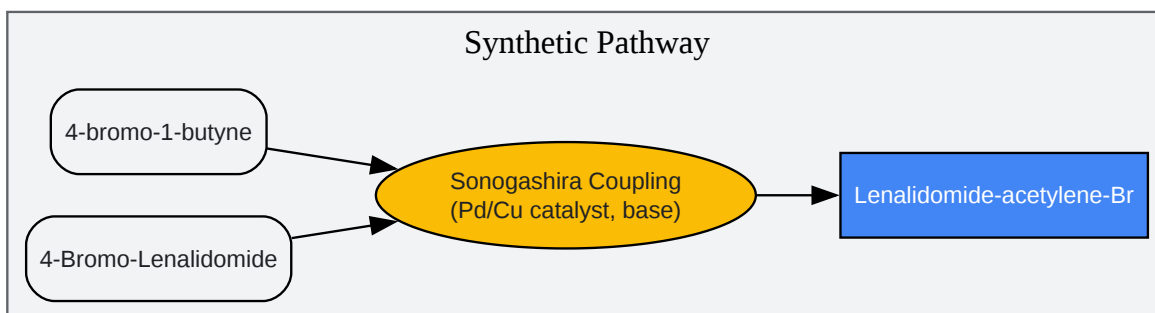 Synthetic Pathway
4-bromo-1-butyne
Sonogashira Coupling
(Pd/Cu catalyst, base)
Lenalidomide-acetylene-Br
4-Bromo-Lenalidomide